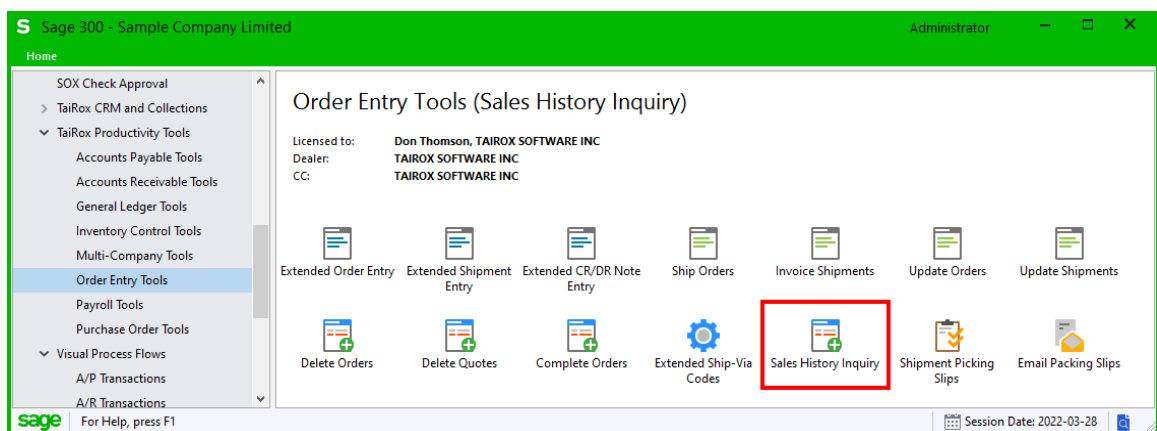 S Sage 300 - Sample Company Limited
Administrator
Home
SOX Check Approval
TaiRox CRM and Collections
TaiRox Productivity Tools
Accounts Payable Tools
Accounts Receivable Tools
General Ledger Tools
Inventory Control Tools
Multi-Company Tools
Order Entry Tools
Payroll Tools
Purchase Order Tools
Visual Process Flows
A/P Transactions
A/R Transactions
Order Entry Tools (Sales History Inquiry)
Licensed to: Don Thomson, TAIROX SOFTWARE INC
Dealer: TAIROX SOFTWARE INC
CC: TAIROX SOFTWARE INC
Extended Order Entry
Extended Shipment
Entry
Extended CR/DR Note
Entry
Ship Orders
Invoice Shipments
Update Orders
Update Shipments
Delete Orders
Delete Quotes
Complete Orders
Extended Ship-Via
Codes
Sales History Inquiry
Shipment Picking
Slips
Email Packing Slips
sage
For Help, press F1
Session Date: 2022-03-28